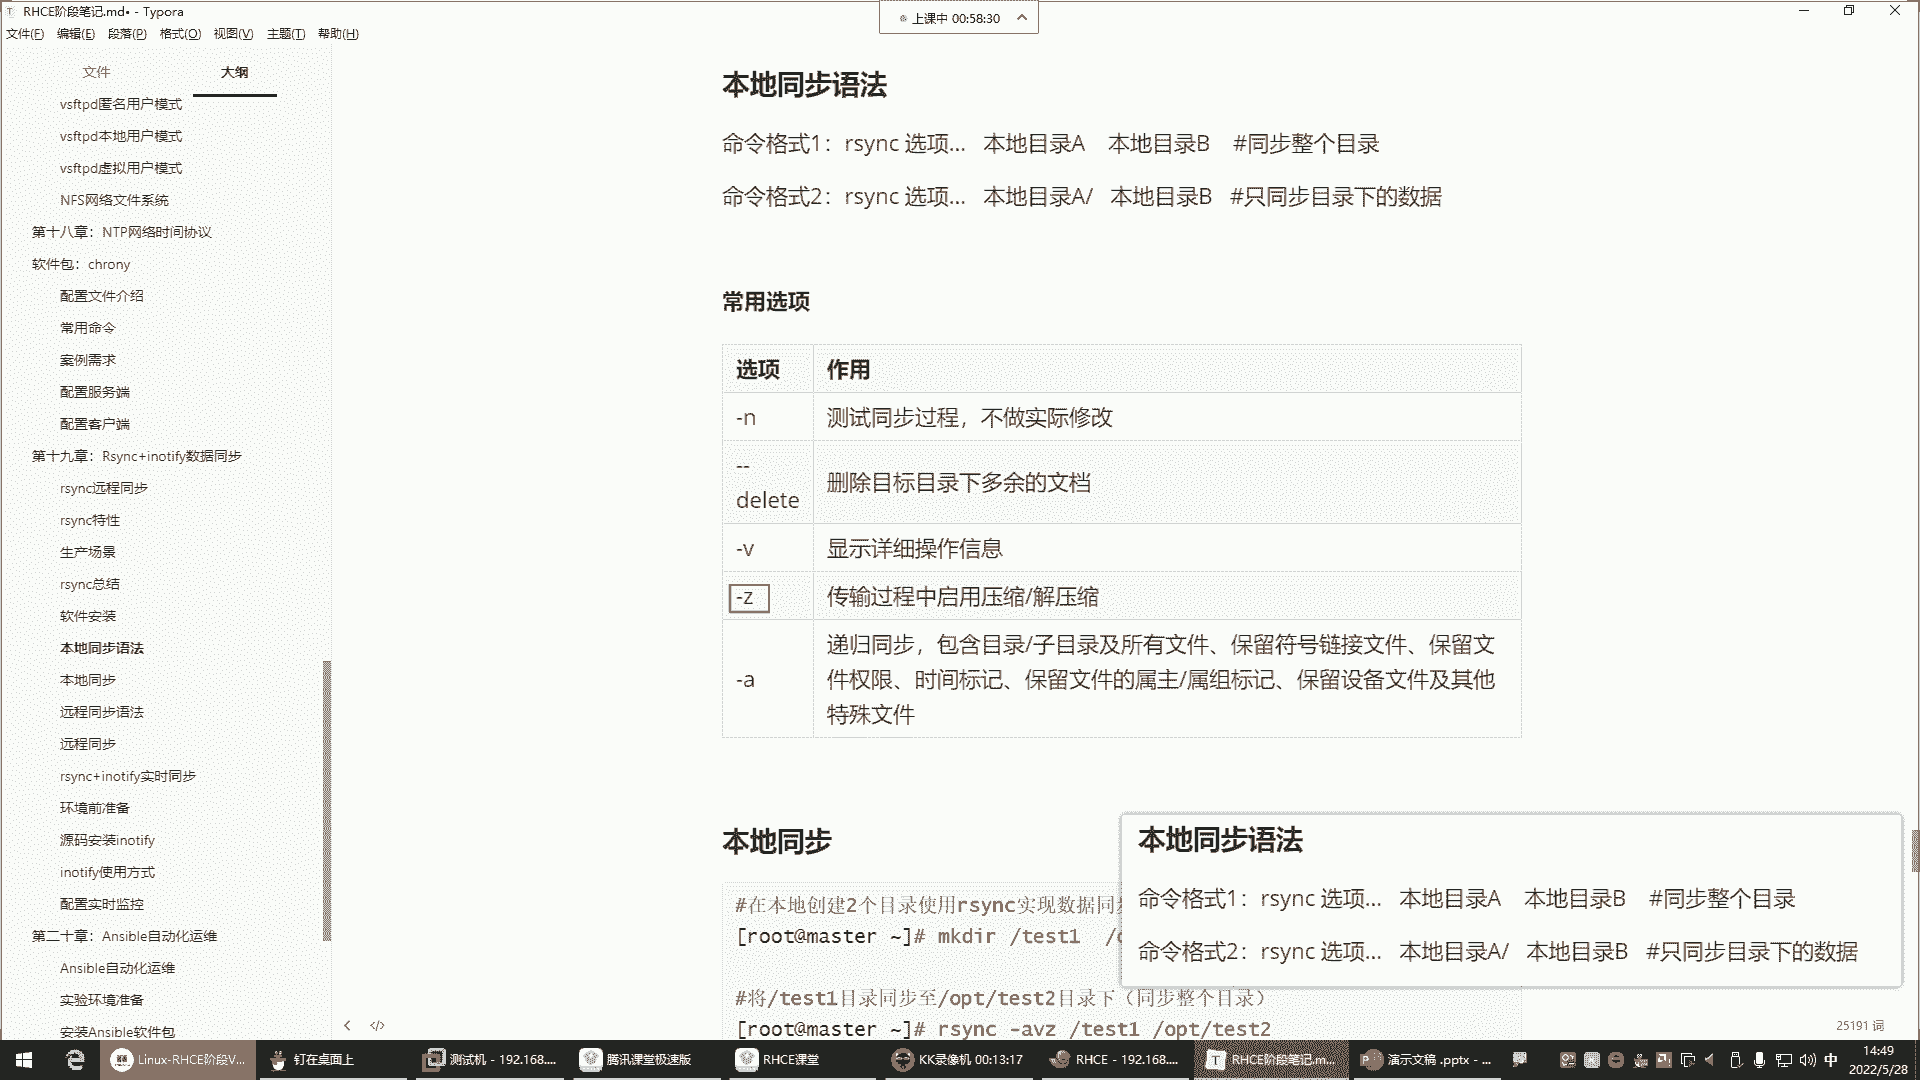 RHCE阶段笔记.md• - Typora
上课中 00:58:30
文件(F) 编辑(E) 段落(P) 格式(O) 视图(V) 主题(T) 帮助(H)
文件 大纲
vsftpd匿名用户模式
vsftpd本地用户模式
vsftpd虚拟用户模式
NFS网络文件系统
第十八章：NTP网络时间协议
软件包：chrony
配置文件介绍
常用命令
案例需求
配置服务端
配置客户端
第十九章：Rsync+inotify数据同步
rsync远程同步
rsync特性
生产场景
rsync总结
软件安装
本地同步语法
本地同步
远程同步语法
远程同步
rsync+inotify实时同步
环境前准备
源码安装inotify
inotify使用方式
配置实时监控
第二十章：Ansible自动化运维
Ansible自动化运维
实验环境准备
安装Ansible软件包
本地同步语法
命令格式1：rsync 选项... 本地目录A 本地目录B #同步整个目录
命令格式2：rsync 选项... 本地目录A/ 本地目录B #只同步目录下的数据
常用选项
选项 作用
-n 测试同步过程，不做实际修改
--
delete 删除目标目录下多余的文档
-v 显示详细操作信息
-z 传输过程中启用压缩/解压缩
-a 递归同步，包含目录/子目录及所有文件、保留符号链接文件、保留文
件权限、时间标记、保留文件的属主/属组标记、保留设备文件及其他
特殊文件
本地同步
#在本地创建2个目录使用rsync实现数据同步
[root@master ~]# mkdir /test1
#将/test1目录同步至/opt/test2目录下（同步整个目录）
[root@master ~]# rsync -avz /test1 /opt/test2
本地同步语法
命令格式1：rsync 选项... 本地目录A 本地目录B #同步整个目录
命令格式2：rsync 选项... 本地目录A/ 本地目录B #只同步目录下的数据
25191 词
Linux-RHCE阶段V... 钉在桌面上 测试机 - 192.168.... 腾讯课堂极速版 RHCE课堂 KK录像机 00:13:17 RHCE - 192.168.... RHCE阶段笔记.m... 演示文稿 .pptx - ... 中
14:49
2022/5/28